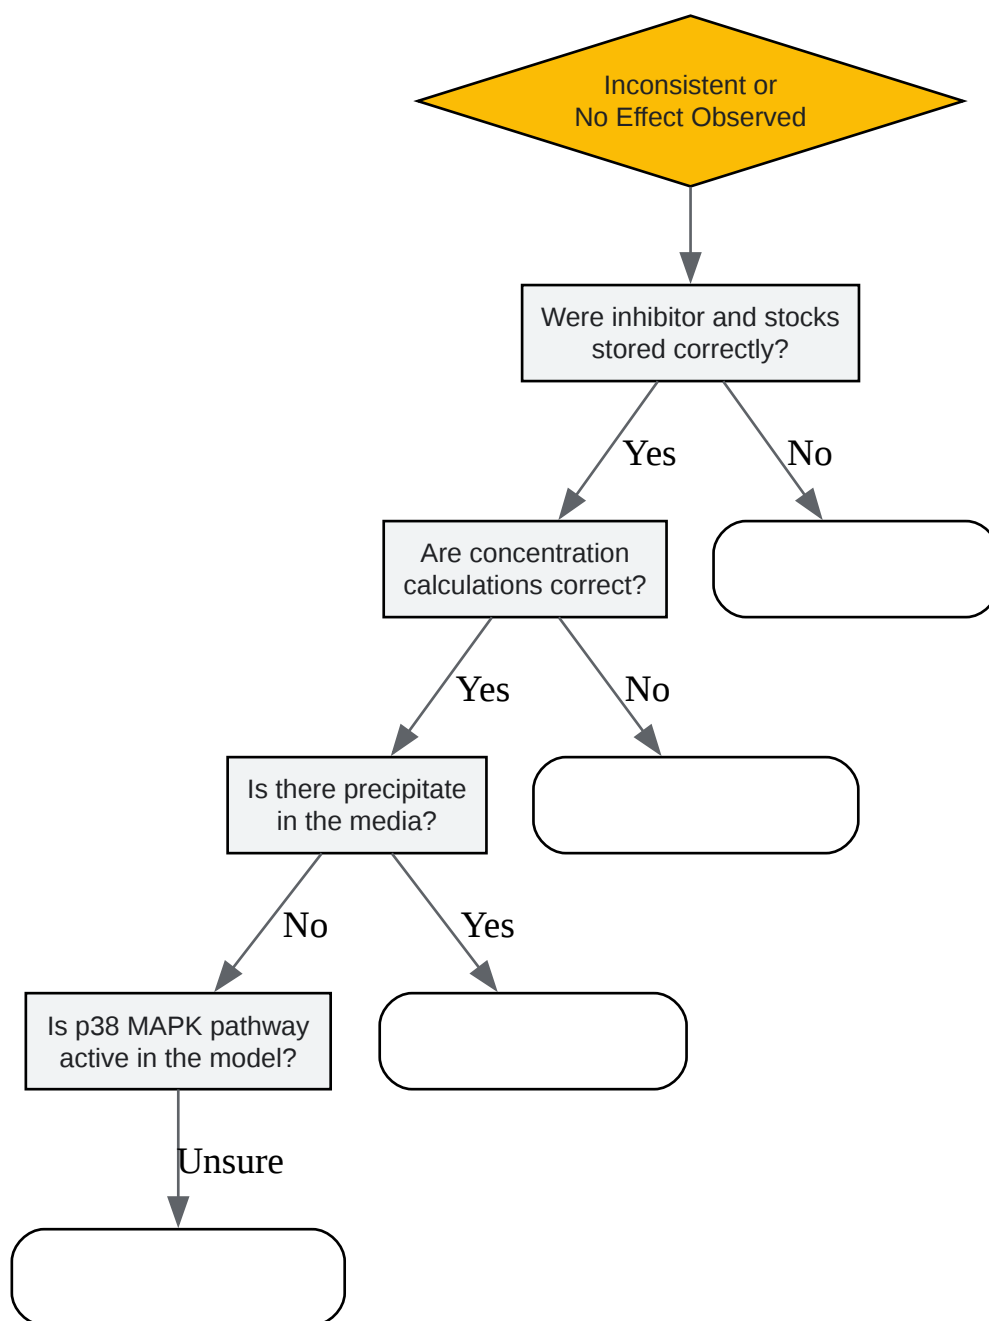 Inconsistent or
No Effect Observed
Were inhibitor and stocks
stored correctly?
Yes
No
Are concentration
calculations correct?
Yes
No
Is there precipitate
in the media?
No
Yes
Is p38 MAPK pathway
active in the model?
Unsure